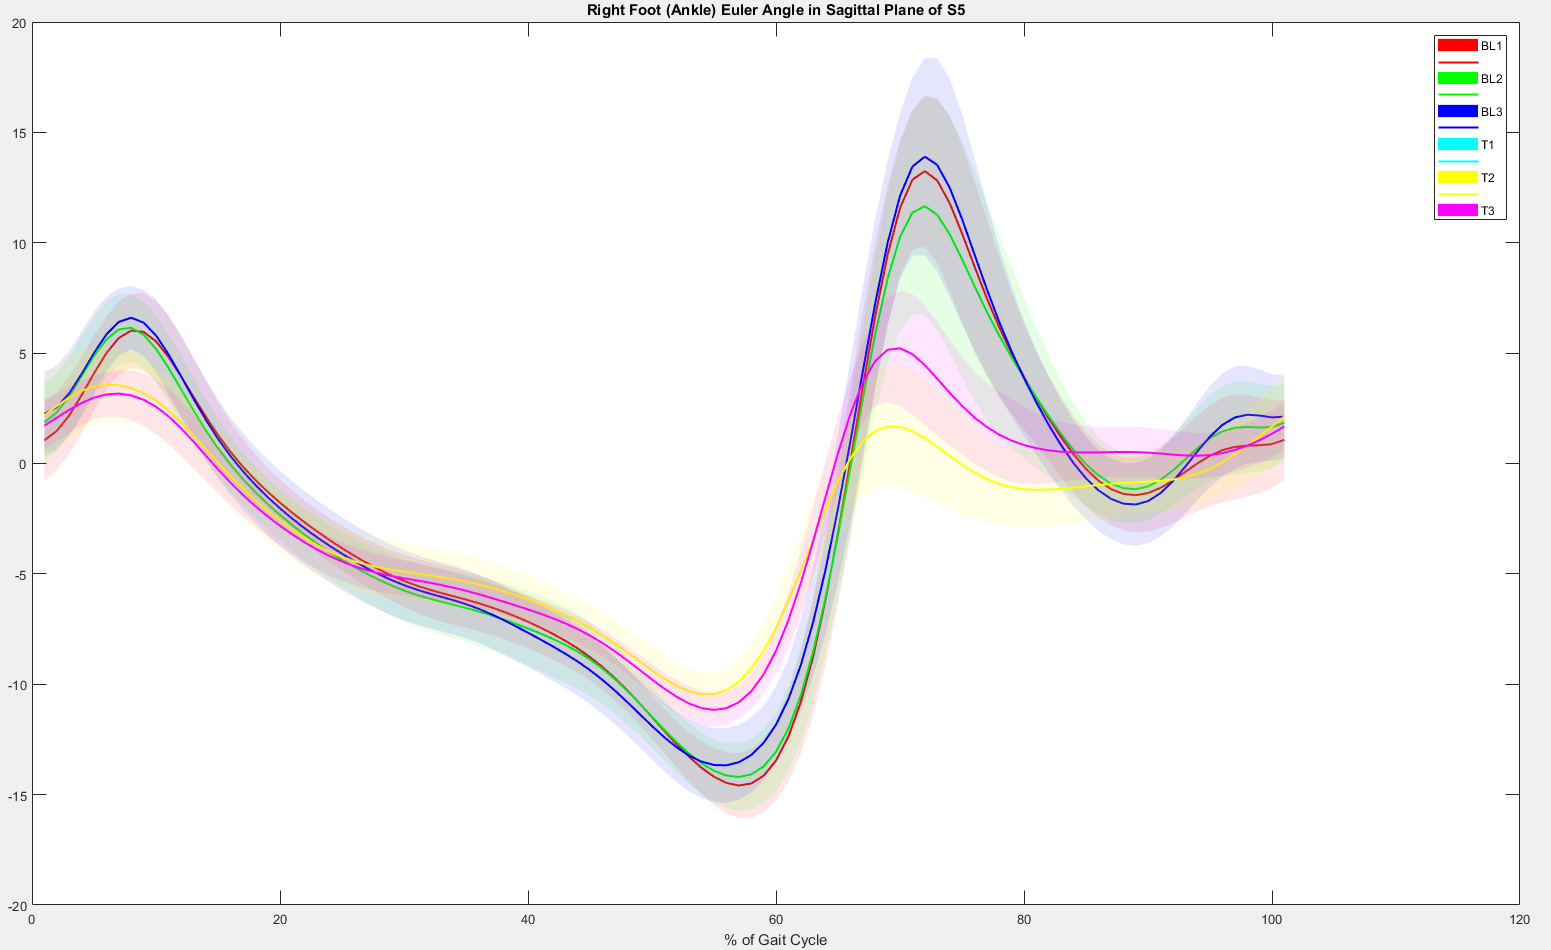 Right Foot (Ankle) Euler Angle in Sagittal Plane of S5
20
15
10
5
0
-5
-10
-15
-20
BL1
BL2
BL3
T1
T2
T3
0 20 40 60 80 100 120
% of Gait Cycle